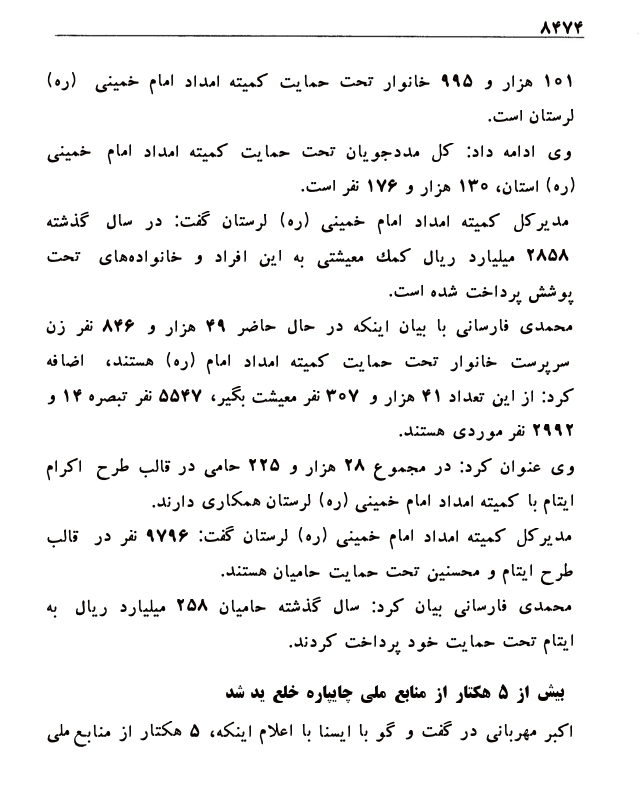 ۸۴۷۴
۱۰۱ هزار و ۹۹۵ خانوار تحت حمایت کمیته امداد امام خمینی (ره)
لرستان است.
وی ادامه داد: کل مددجویان تحت حمایت کمیته امداد امام خمینی
(ره) استان، ۱۳۰ هزار و ۱۷۶ نفر است.
مدیرکل کمیته امداد امام خمینی (ره) لرستان گفت: در سال گذشته
۲۸۵۸ میلیارد ریال کمك معیشتی به این افراد و خانواده‌های تحت
پوشش پرداخت شده است.
محمدی فارسانی با بیان اینکه در حال حاضر ۴۹ هزار و ۸۴۶ نفر زن
سرپرست خانوار تحت حمایت کمیته امداد امام (ره) هستند، اضافه
کرد: از این تعداد ۴۱ هزار و ۳۰۷ نفر معیشت بگیر، ۵۵۴۷ نفر تبصره ۱۴ و
۲۹۹۲ نفر موردی هستند.
وی عنوان کرد: در مجموع ۲۸ هزار و ۲۲۵ حامی در قالب طرح اکرام
ایتام با کمیته امداد امام خمینی (ره) لرستان همکاری دارند.
مدیرکل کمیته امداد امام خمینی (ره) لرستان گفت: ۹۷۹۶ نفر در قالب
طرح ایتام و محسنین تحت حمایت حامیان هستند.
محمدی فارسانی بیان کرد: سال گذشته حامیان ۲۵۸ میلیارد ریال به
ایتام تحت حمایت خود پرداخت کردند.
بیش از ۵ هکتار از منابع ملی چایپاره خلع ید شد
اکبر مهربانی در گفت و گو با ایسنا با اعلام اینکه، ۵ هکتار از منابع ملی